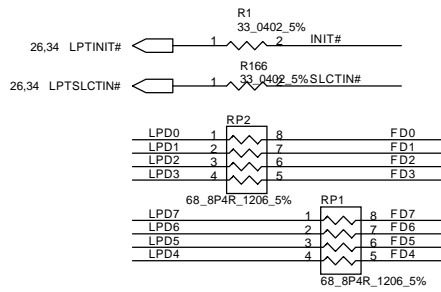 R1
33_0402_5%
26,34 LPTINIT# 1 2 INIT#
R166
26,34 LPTSLCTIN# 1 33_0402_5% 2 SLCTIN#
RP2
LPD0 1 8 FD0
LPD1 2 7 FD1
LPD2 3 6 FD2
LPD3 4 5 FD3
68_8P4R_1206_5%
RP1
LPD7 1 8 FD7
LPD6 2 7 FD6
LPD5 3 6 FD5
LPD4 4 5 FD4
68_8P4R_1206_5%